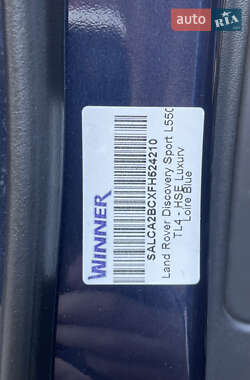 AUTO
RIA
WINNER
SALCA2BCXFH524210
Land Rover Discovery Sport L550
TL4 - HSE Luxury
Loire Blue